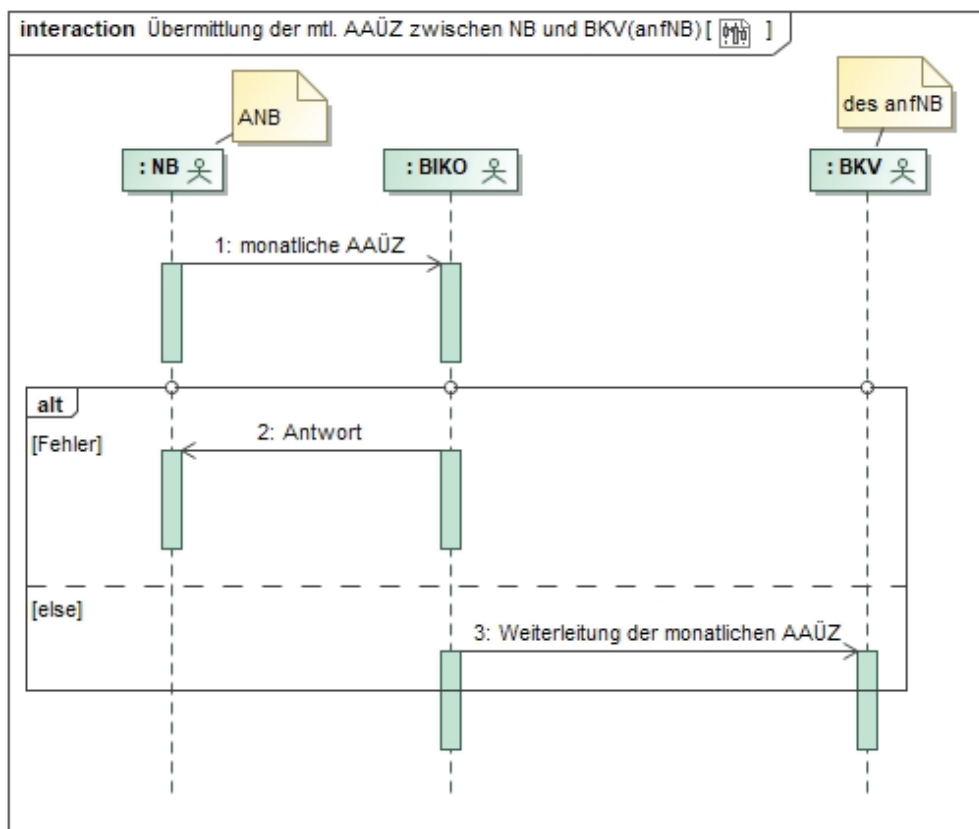 interaction Übermittlung der mtl. AAÜZ zwischen NB und BKV(anfNB)[ ]
ANB
des anfNB
: NB
: BIKO
: BKV
1: monatliche AAÜZ
alt
[Fehler]
2: Antwort
[else]
3: Weiterleitung der monatlichen AAÜZ